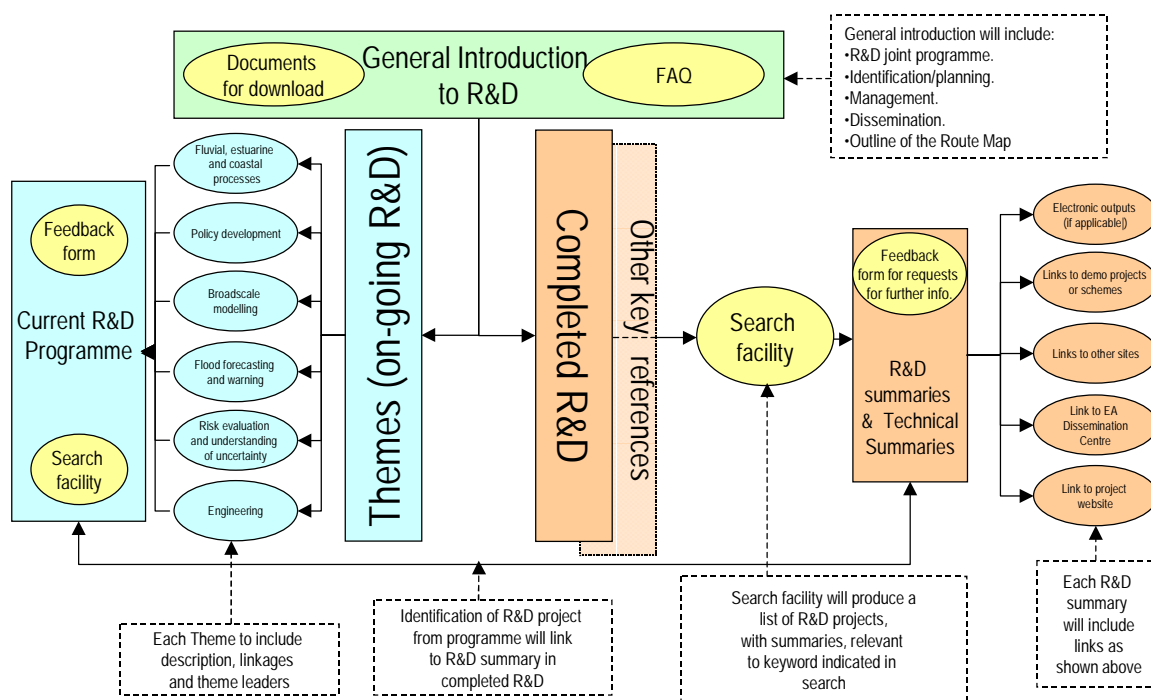 General Introduction
to R&D
Documents
for download
FAQ
General introduction will include:
•R&D joint programme.
•Identification/planning.
•Management.
•Dissemination.
•Outline of the Route Map
Current R&D
Programme
Feedback
form
Search
facility
Fluvial, estuarine
and coastal
processes
Policy development
Broadscale
modelling
Flood forecasting
and warning
Risk evaluation
and understanding
of uncertainty
Engineering
Themes (on-going R&D)
Completed R&D
Other key references
Search
facility
Feedback
form for requests
for further info.
R&D
summaries
& Technical
Summaries
Electronic outputs
(if applicable|)
Links to demo projects
or schemes
Links to other sites
Link to EA
Dissemination
Centre
Link to project
website
Each Theme to include
description, linkages
and theme leaders
Identification of R&D project
from programme will link
to R&D summary in
completed R&D
Search facility will produce a
list of R&D projects,
with summaries, relevant
to keyword indicated in
search
Each R&D
summary
will include
links as
shown above